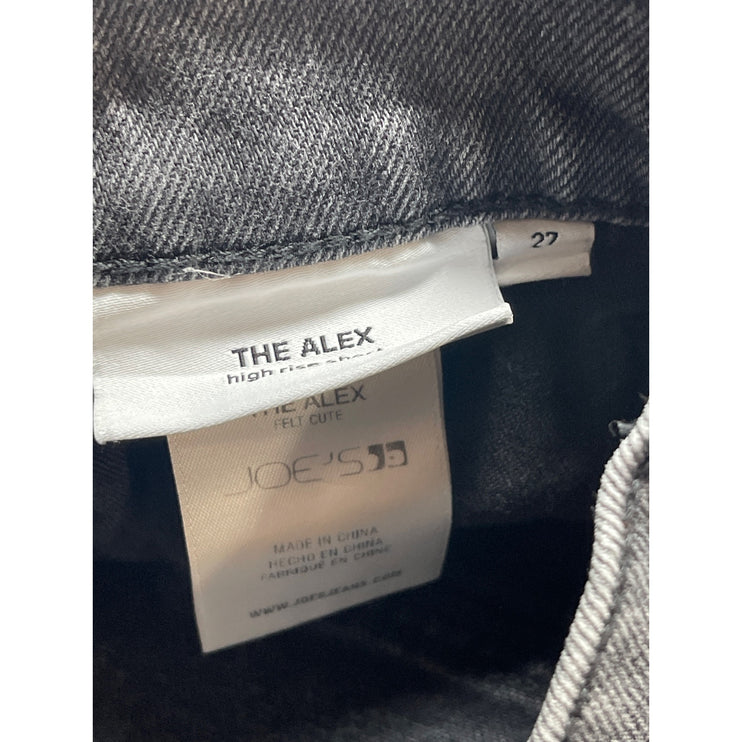 27
THE ALEX
high rise short
THE ALEX
FELT CUTE
JOE'S
MADE IN CHINA
HECHO EN CHINA
FABRIQUÉ EN CHINE
WWW.JOESJEANS.COM